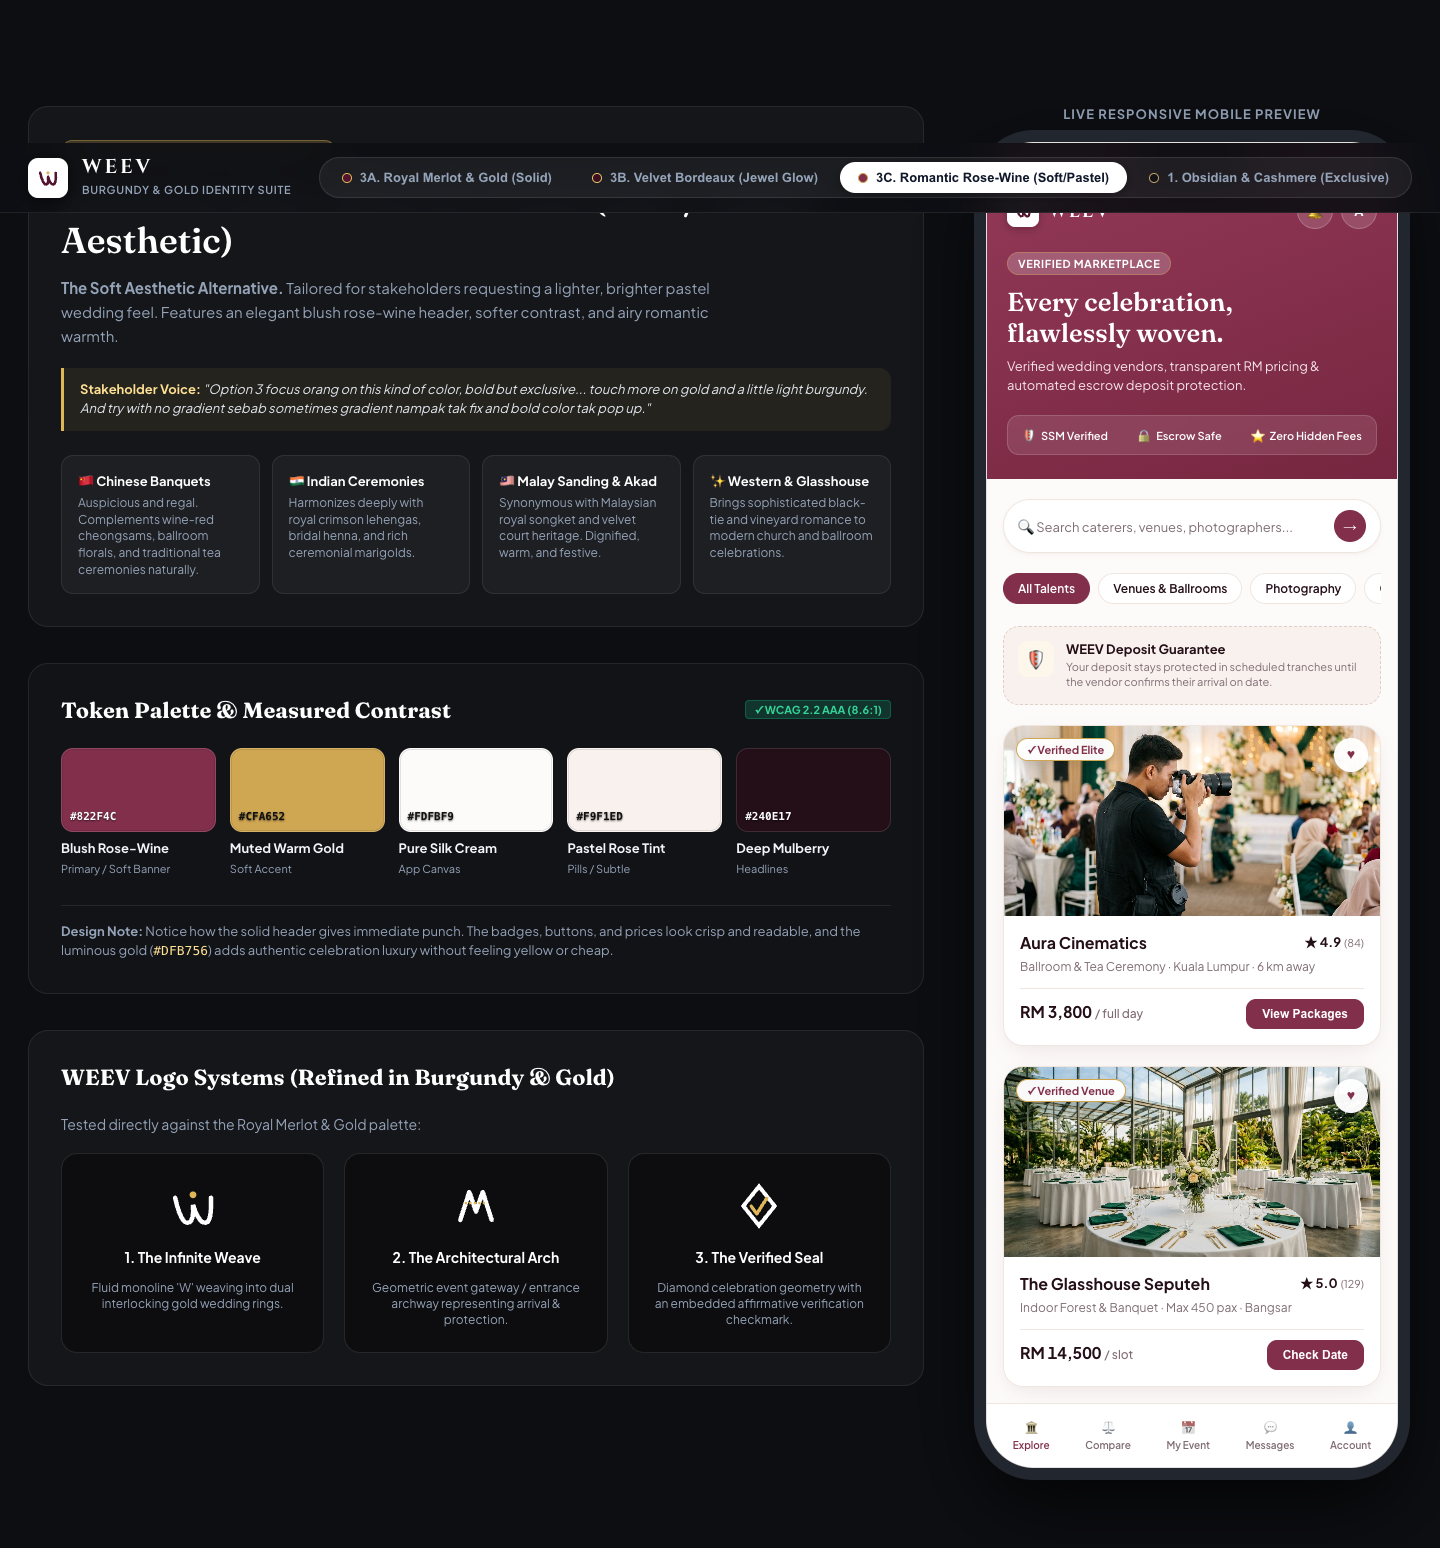 LIVE RESPONSIVE MOBILE PREVIEW
WEEV
BURGUNDY & GOLD IDENTITY SUITE
3A. Royal Merlot & Gold (Solid)
3B. Velvet Bordeaux (Jewel Glow)
3C. Romantic Rose-Wine (Soft/Pastel)
1. Obsidian & Cashmere (Exclusive)
Aesthetic)
The Soft Aesthetic Alternative. Tailored for stakeholders requesting a lighter, brighter pastel
wedding feel. Features an elegant blush rose-wine header, softer contrast, and airy romantic
warmth.
Stakeholder Voice: "Option 3 focus orang on this kind of color, bold but exclusive... touch more on gold and a little light burgundy.
And try with no gradient sebab sometimes gradient nampak tak fix and bold color tak pop up."
🇨🇳 Chinese Banquets
Auspicious and regal.
Complements wine-red
cheongsams, ballroom
florals, and traditional tea
ceremonies naturally.
🇮🇳 Indian Ceremonies
Harmonizes deeply with
royal crimson lehengas,
bridal henna, and rich
ceremonial marigolds.
🇲🇾 Malay Sanding & Akad
Synonymous with Malaysian
royal songket and velvet
court heritage. Dignified,
warm, and festive.
✨ Western & Glasshouse
Brings sophisticated black-
tie and vineyard romance to
modern church and ballroom
celebrations.
Token Palette & Measured Contrast
✓ WCAG 2.2 AAA (8.6:1)
#822F4C
Blush Rose-Wine
Primary / Soft Banner
#CFA652
Muted Warm Gold
Soft Accent
#FDFBF9
Pure Silk Cream
App Canvas
#F9F1ED
Pastel Rose Tint
Pills / Subtle
#240E17
Deep Mulberry
Headlines
Design Note: Notice how the solid header gives immediate punch. The badges, buttons, and prices look crisp and readable, and the
luminous gold (#DFB756) adds authentic celebration luxury without feeling yellow or cheap.
WEEV Logo Systems (Refined in Burgundy & Gold)
Tested directly against the Royal Merlot & Gold palette:
1. The Infinite Weave
Fluid monoline 'W' weaving into dual
interlocking gold wedding rings.
2. The Architectural Arch
Geometric event gateway / entrance
archway representing arrival &
protection.
3. The Verified Seal
Diamond celebration geometry with
an embedded affirmative verification
checkmark.
VERIFIED MARKETPLACE
Every celebration,
flawlessly woven.
Verified wedding vendors, transparent RM pricing &
automated escrow deposit protection.
SSM Verified
🔒 Escrow Safe
⭐ Zero Hidden Fees
🔍 Search caterers, venues, photographers...
→
All Talents
Venues & Ballrooms
Photography
WEEV Deposit Guarantee
Your deposit stays protected in scheduled tranches until
the vendor confirms their arrival on date.
✓ Verified Elite
♥
Aura Cinematics
★ 4.9 (84)
Ballroom & Tea Ceremony · Kuala Lumpur · 6 km away
RM 3,800 / full day
View Packages
✓ Verified Venue
♥
The Glasshouse Seputeh
★ 5.0 (129)
Indoor Forest & Banquet · Max 450 pax · Bangsar
RM 14,500 / slot
Check Date
Explore
Compare
My Event
Messages
Account